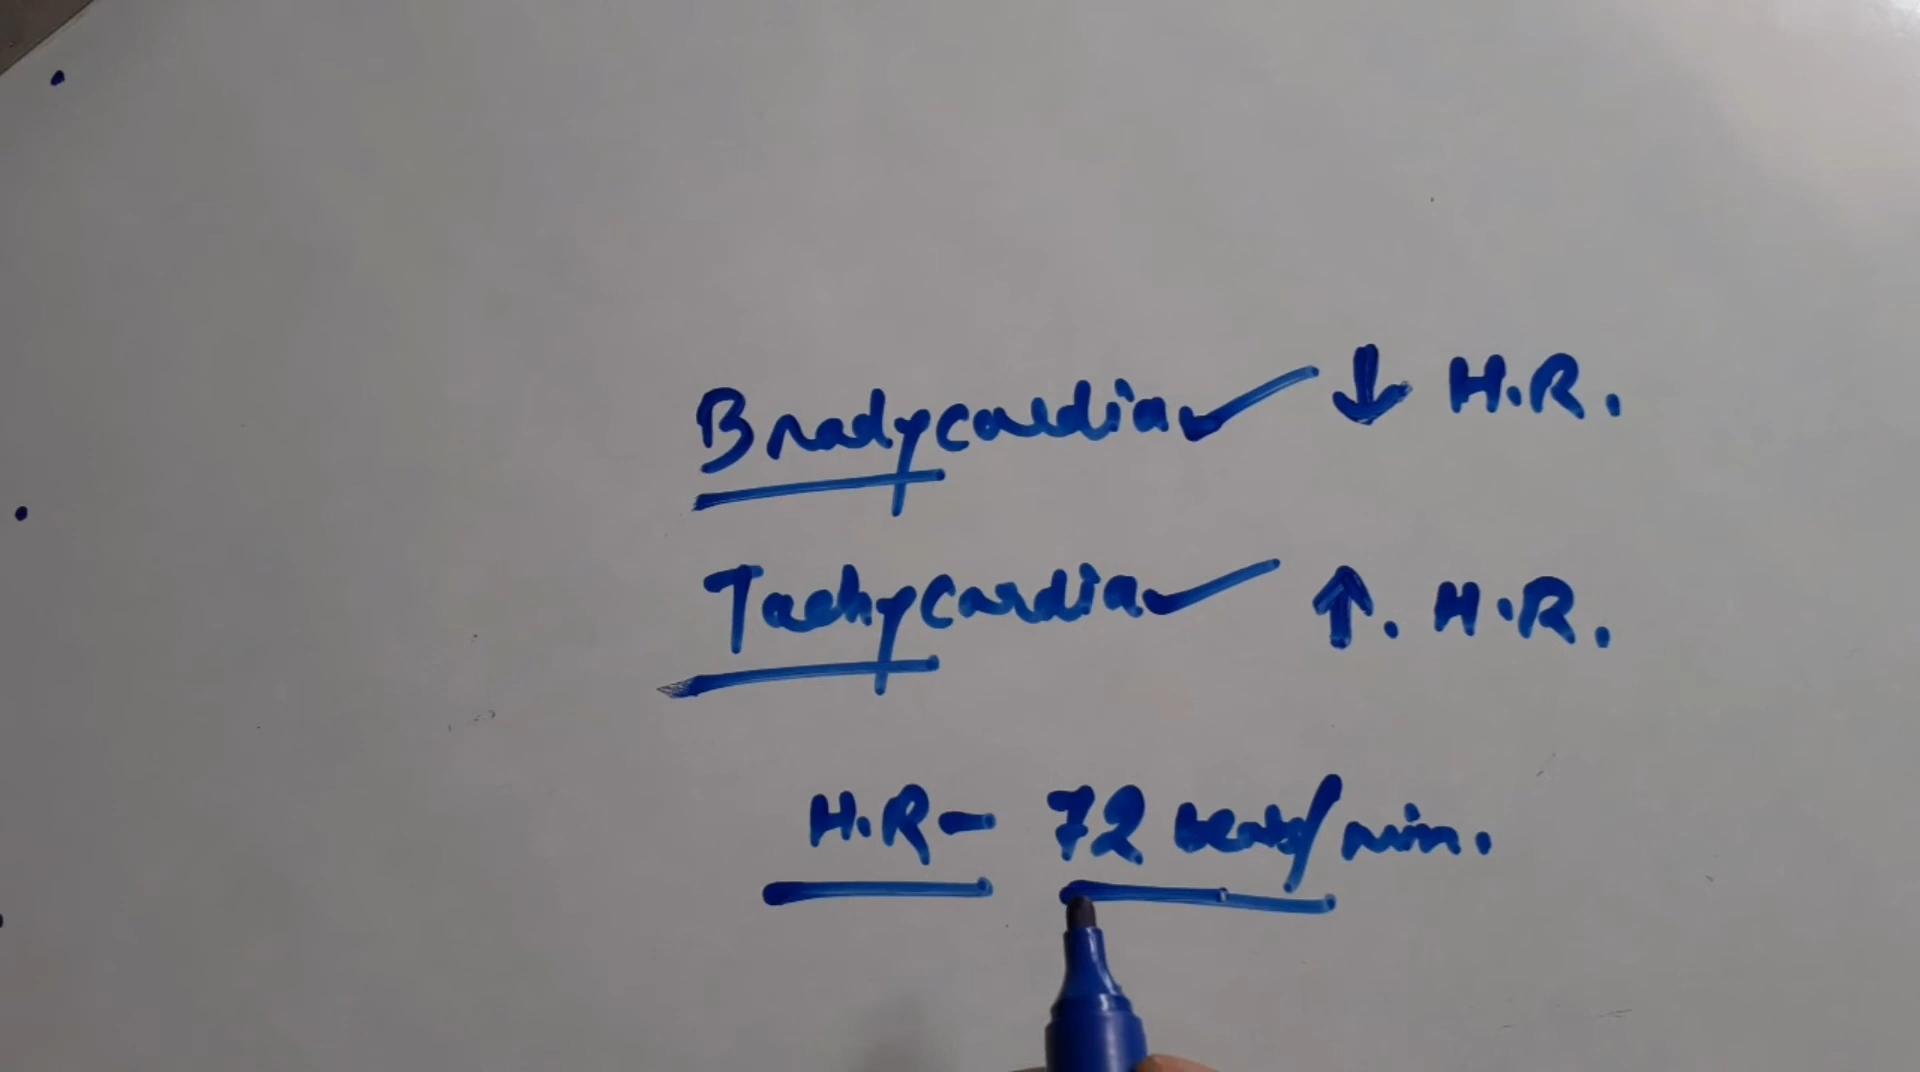 Bradycardia ✓ ↓ H.R.
Tachycardia ✓ ↑. H.R.
H.R - 72 beats/min.